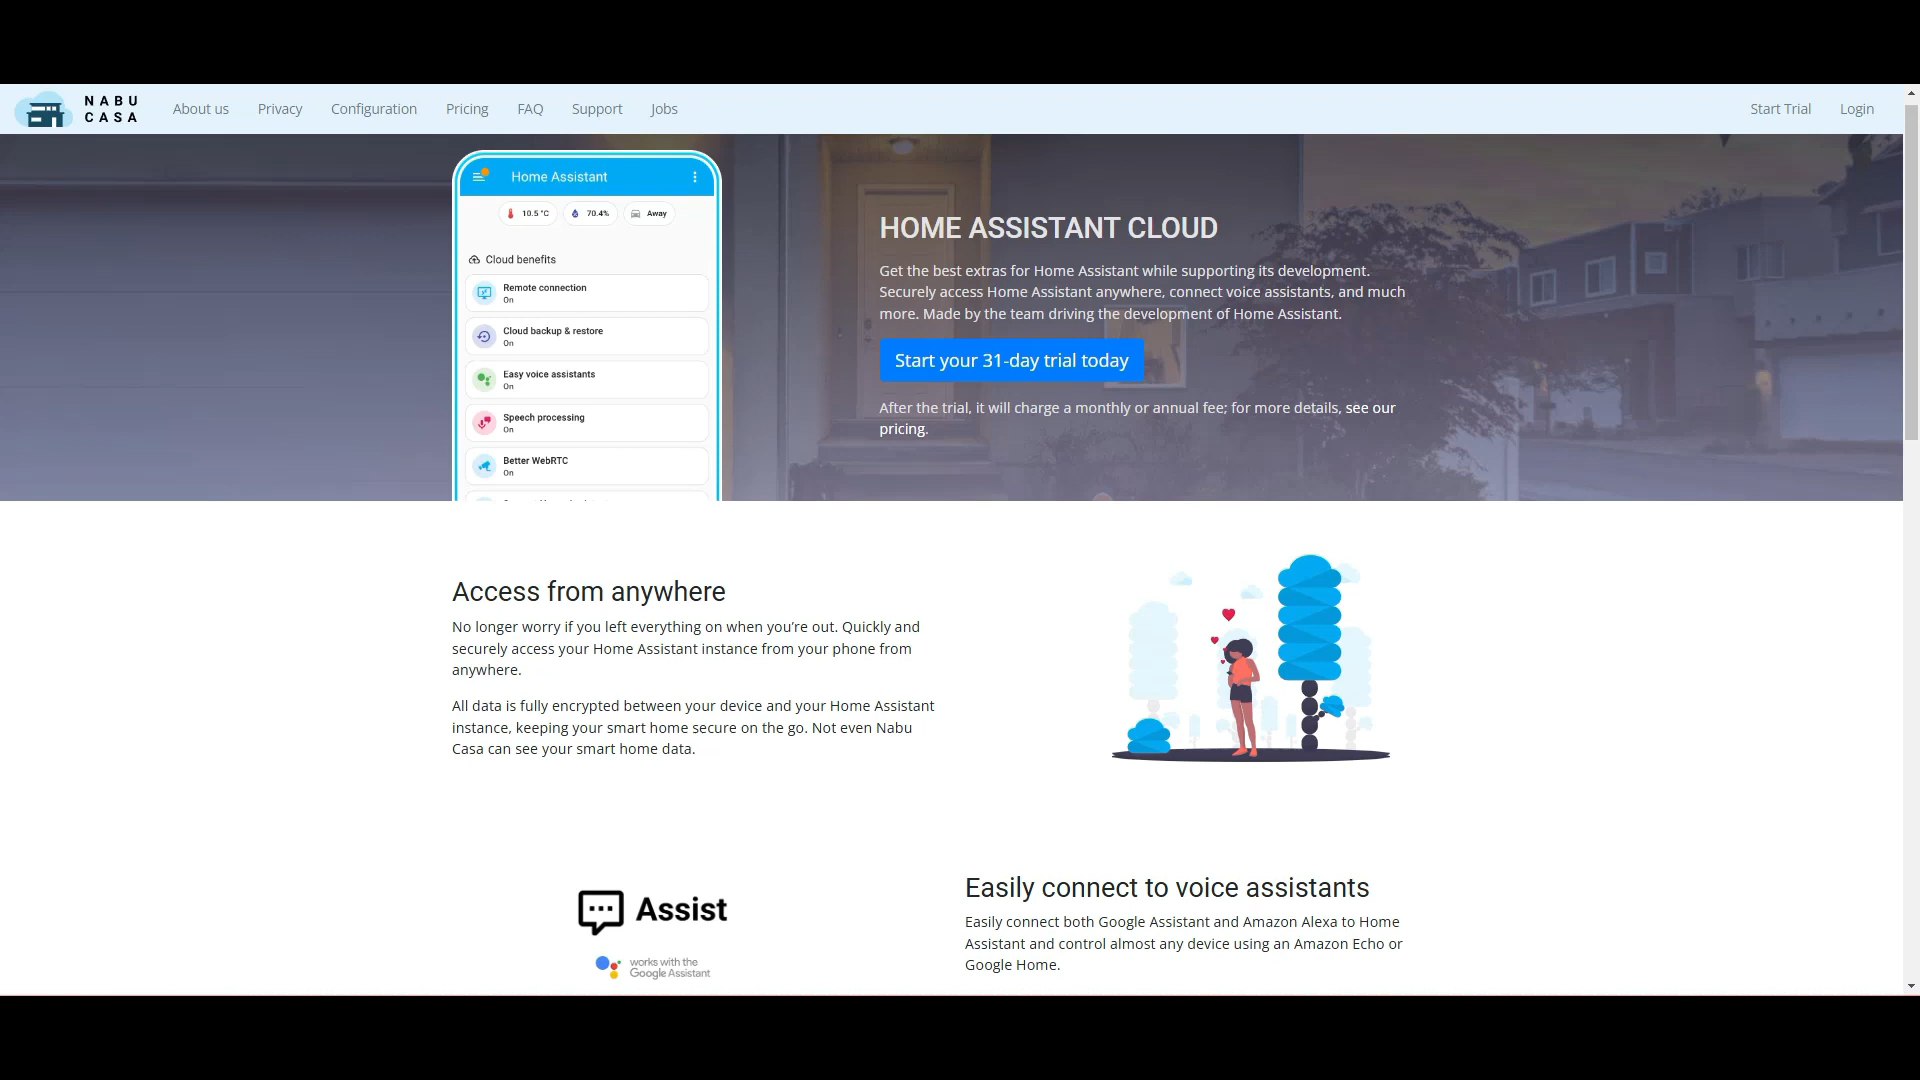 NABU
CASA
About us
Privacy
Configuration
Pricing
FAQ
Support
Jobs
Start Trial
Login
Home Assistant
10.5 °C
70.4%
Away
Cloud benefits
Remote connection
On
Cloud backup & restore
On
Easy voice assistants
On
Speech processing
On
Better WebRTC
On
HOME ASSISTANT CLOUD
Get the best extras for Home Assistant while supporting its development.
Securely access Home Assistant anywhere, connect voice assistants, and much
more. Made by the team driving the development of Home Assistant.
Start your 31-day trial today
After the trial, it will charge a monthly or annual fee; for more details, see our
pricing.
Access from anywhere
No longer worry if you left everything on when you’re out. Quickly and
securely access your Home Assistant instance from your phone from
anywhere.
All data is fully encrypted between your device and your Home Assistant
instance, keeping your smart home secure on the go. Not even Nabu
Casa can see your smart home data.
Assist
works with the
Google Assistant
Easily connect to voice assistants
Easily connect both Google Assistant and Amazon Alexa to Home
Assistant and control almost any device using an Amazon Echo or
Google Home.